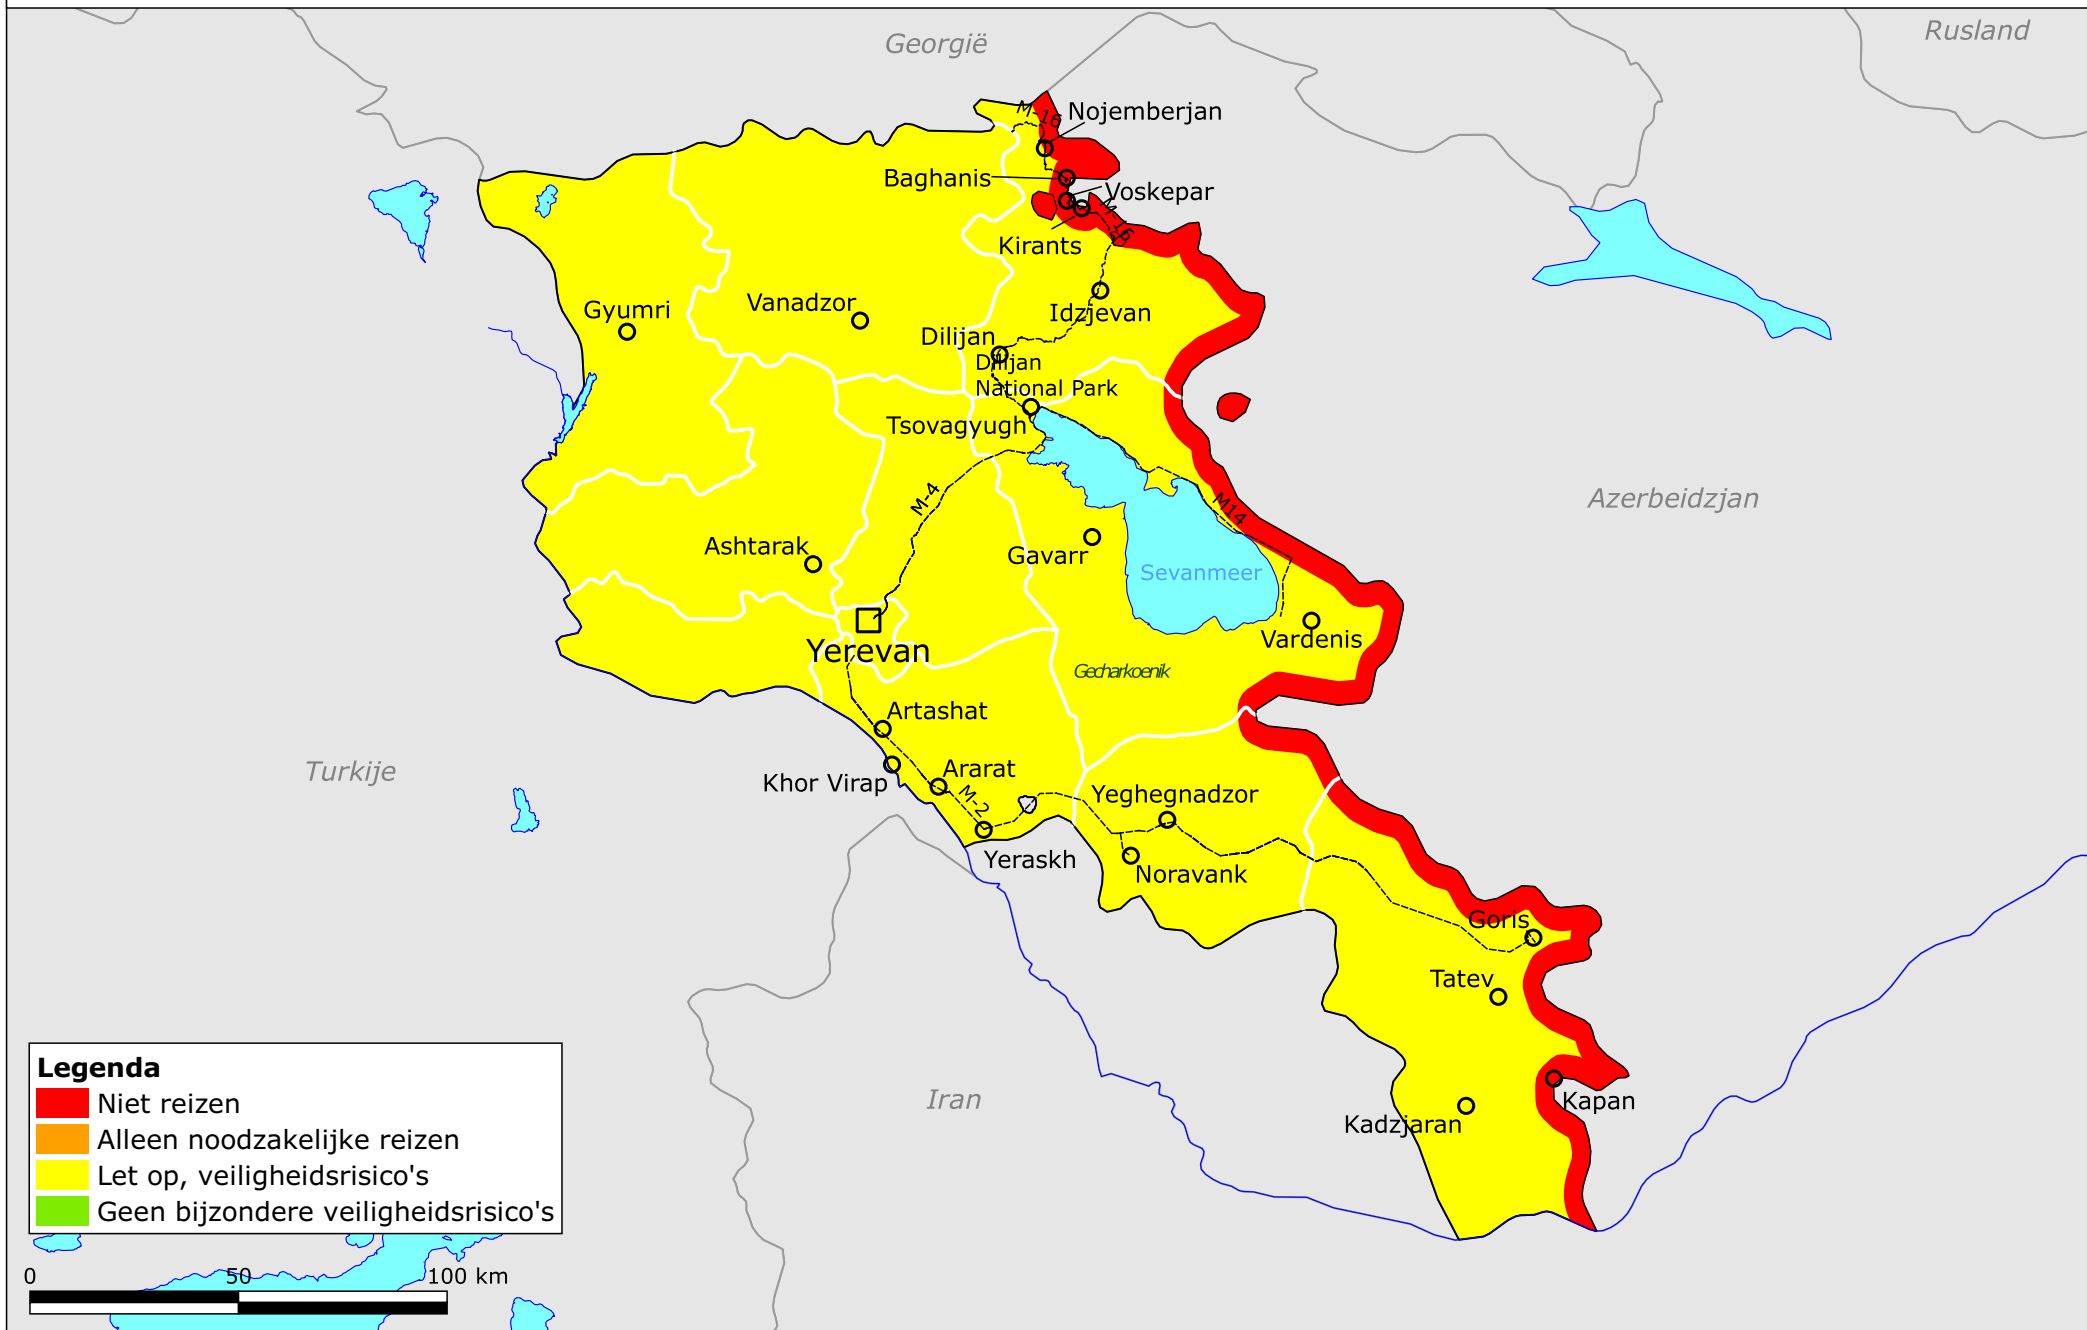 Georgië
Rusland
M-16
Nojemberjan
Baghanis
Voskepar
M-16
Kirants
Gyumri
Vanadzor
Idzjevan
Dilijan
Dilijan
National Park
Tsovagyugh
M-4
M14
Azerbeidzjan
Ashtarak
Gavarr
Sevanmeer
Yerevan
Vardenis
Gecharkoenik
Artashat
Turkije
Khor Virap
Ararat
M-2
Yeghegnadzor
Yeraskh
Noravank
Goris
Tatev
Iran
Kapan
Kadzjaran
Legenda
Niet reizen
Alleen noodzakelijke reizen
Let op, veiligheidsrisico's
Geen bijzondere veiligheidsrisico's
0 50 100 km